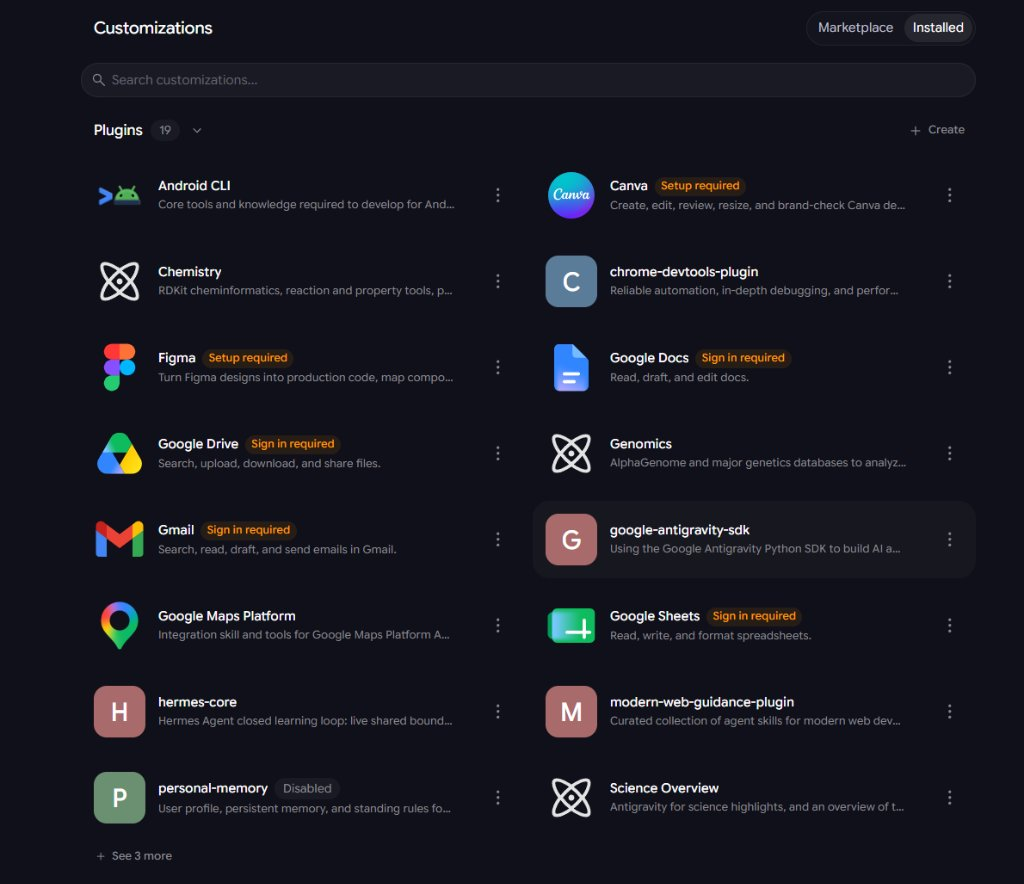 Customizations
Marketplace
Installed
Search customizations...
Plugins 19
Create
Android CLI
Core tools and knowledge required to develop for And...
Canva Setup required
Create, edit, review, resize, and brand-check Canva de...
Chemistry
RDKit cheminformatics, reaction and property tools, p...
C
chrome-devtools-plugin
Reliable automation, in-depth debugging, and perfor...
Figma Setup required
Turn Figma designs into production code, map compo...
Google Docs Sign in required
Read, draft, and edit docs.
Google Drive Sign in required
Search, upload, download, and share files.
Genomics
AlphaGenome and major genetics databases to analyz...
Gmail Sign in required
Search, read, draft, and send emails in Gmail.
G
google-antigravity-sdk
Using the Google Antigravity Python SDK to build AI a...
Google Maps Platform
Integration skill and tools for Google Maps Platform A...
Google Sheets Sign in required
Read, write, and format spreadsheets.
H
hermes-core
Hermes Agent closed learning loop: live shared bound...
M
modern-web-guidance-plugin
Curated collection of agent skills for modern web dev...
P
personal-memory Disabled
User profile, persistent memory, and standing rules fo...
Science Overview
Antigravity for science highlights, and an overview of t...
+ See 3 more